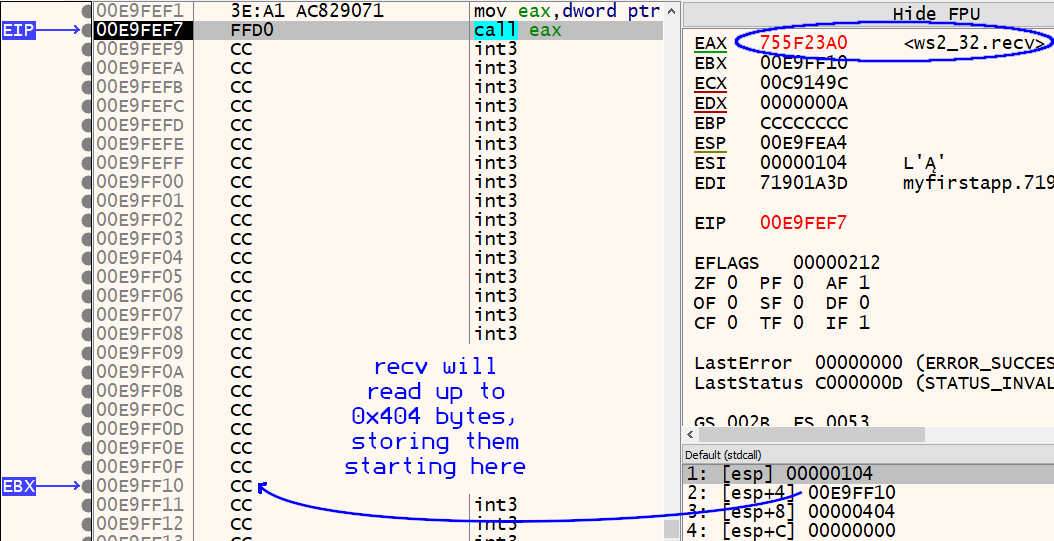 00E9FEF1 3E:A1 AC829071 mov eax,dword ptr
EIP 00E9FEF7 FFD0 call eax
00E9FEF9 CC int3
00E9FEFA CC int3
00E9FEFB CC int3
00E9FEFC CC int3
00E9FEFD CC int3
00E9FEFE CC int3
00E9FEFF CC int3
00E9FF00 CC int3
00E9FF01 CC int3
00E9FF02 CC int3
00E9FF03 CC int3
00E9FF04 CC int3
00E9FF05 CC int3
00E9FF06 CC int3
00E9FF07 CC int3
00E9FF08 CC int3
00E9FF09 CC
00E9FF0A CC
00E9FF0B CC
00E9FF0C CC
00E9FF0D CC
00E9FF0E CC
00E9FF0F CC
EBX 00E9FF10 CC
00E9FF11 CC int3
00E9FF12 CC int3
00E9FF13 CC int3
recv will
read up to
0x404 bytes,
storing them
starting here
Hide FPU
EAX 755F23A0 <ws2_32.recv>
EBX 00E9FF10
ECX 00C9149C
EDX 0000000A
EBP CCCCCCCC
ESP 00E9FEA4
ESI 00000104 L'Ą'
EDI 71901A3D myfirstapp.719
EIP 00E9FEF7
EFLAGS 00000212
ZF 0 PF 0 AF 1
OF 0 SF 0 DF 0
CF 0 TF 0 IF 1
LastError 00000000 (ERROR_SUCCES
LastStatus C000000D (STATUS_INVAL
GS 002B FS 0053
Default (stdcall)
1: [esp] 00000104
2: [esp+4] 00E9FF10
3: [esp+8] 00000404
4: [esp+C] 00000000